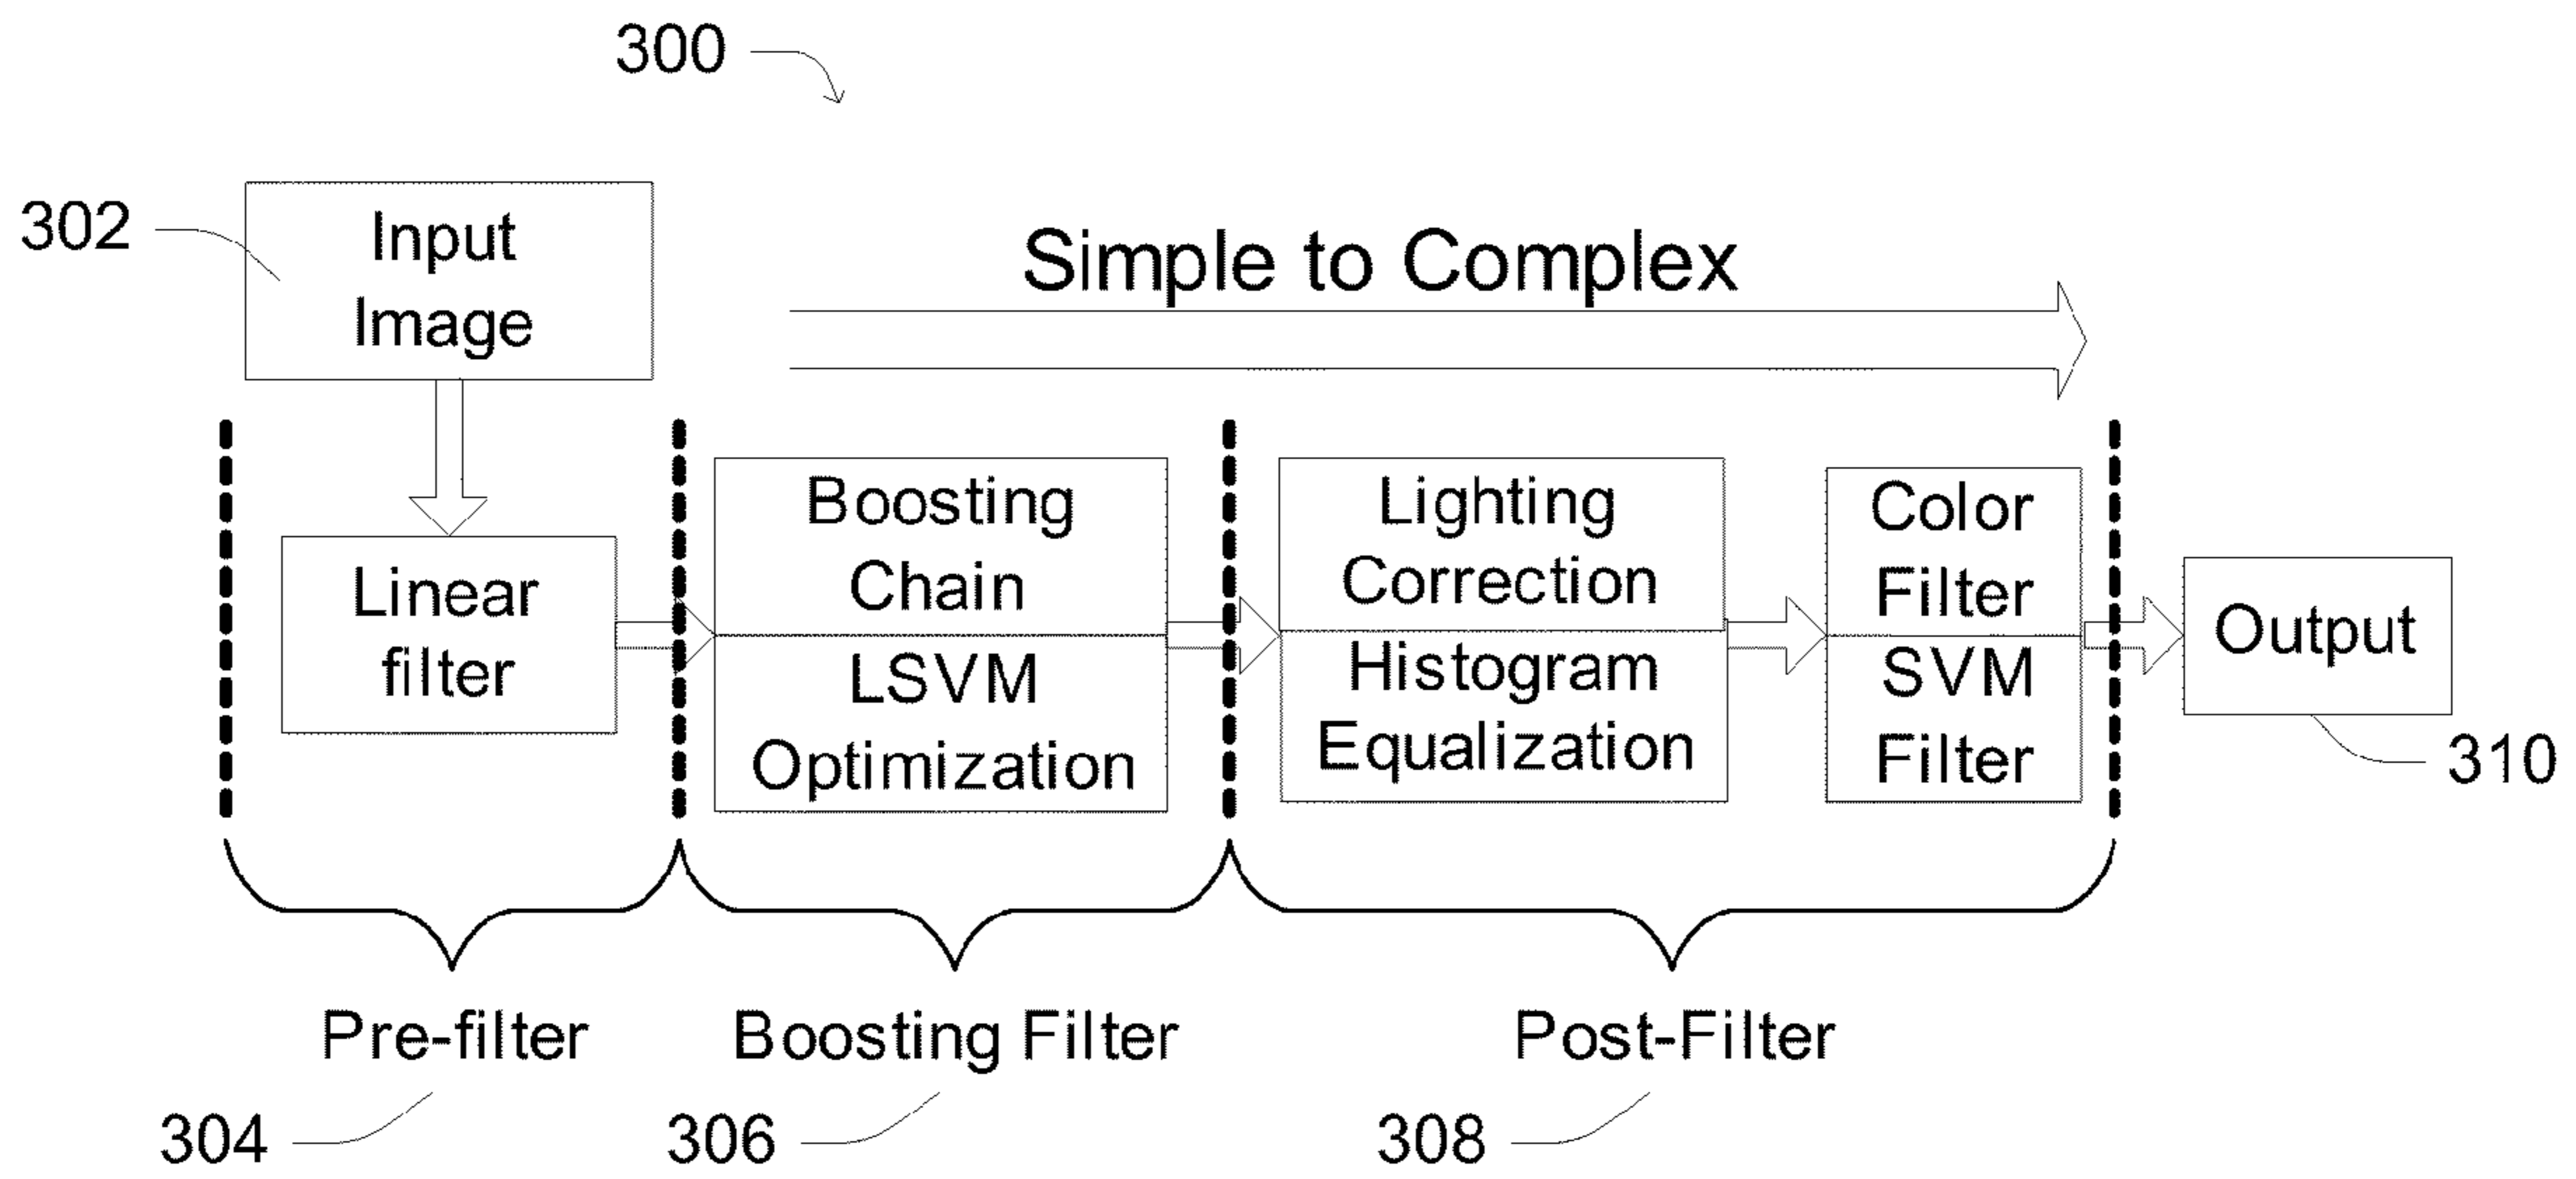 300
302
Input
Image
Simple to Complex
Linear
filter
Boosting
Chain
LSVM
Optimization
Lighting
Correction
Histogram
Equalization
Color
Filter
SVM
Filter
Output
310
Pre-filter
Boosting Filter
Post-Filter
304
306
308